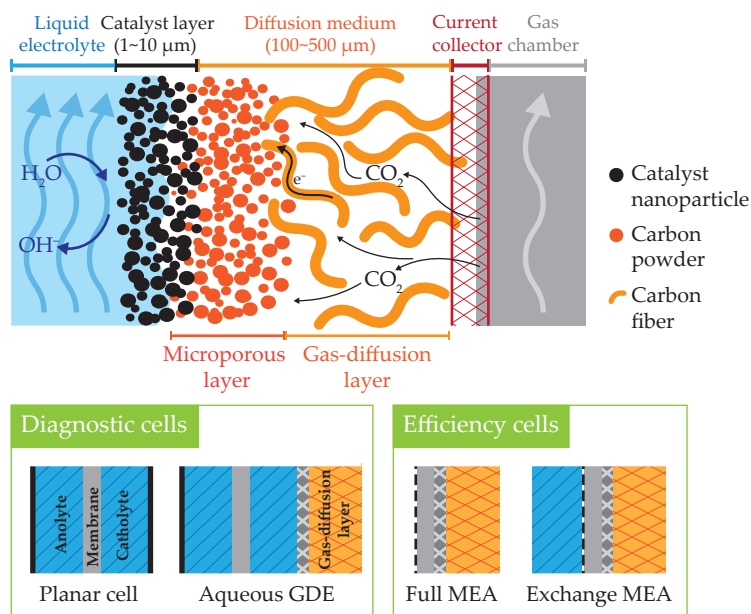 Liquid
electrolyte
Catalyst layer
(1~10 µm)
Diffusion medium
(100~500 µm)
Current
collector
Gas
chamber
H₂O
OH⁻
e⁻
CO₂
CO₂
Catalyst
nanoparticle
Carbon
powder
Carbon
fiber
Microporous
layer
Gas-diffusion
layer
Diagnostic cells
Anolyte
Membrane
Catholyte
Gas-diffusion
layer
Planar cell
Aqueous GDE
Efficiency cells
Full MEA
Exchange MEA